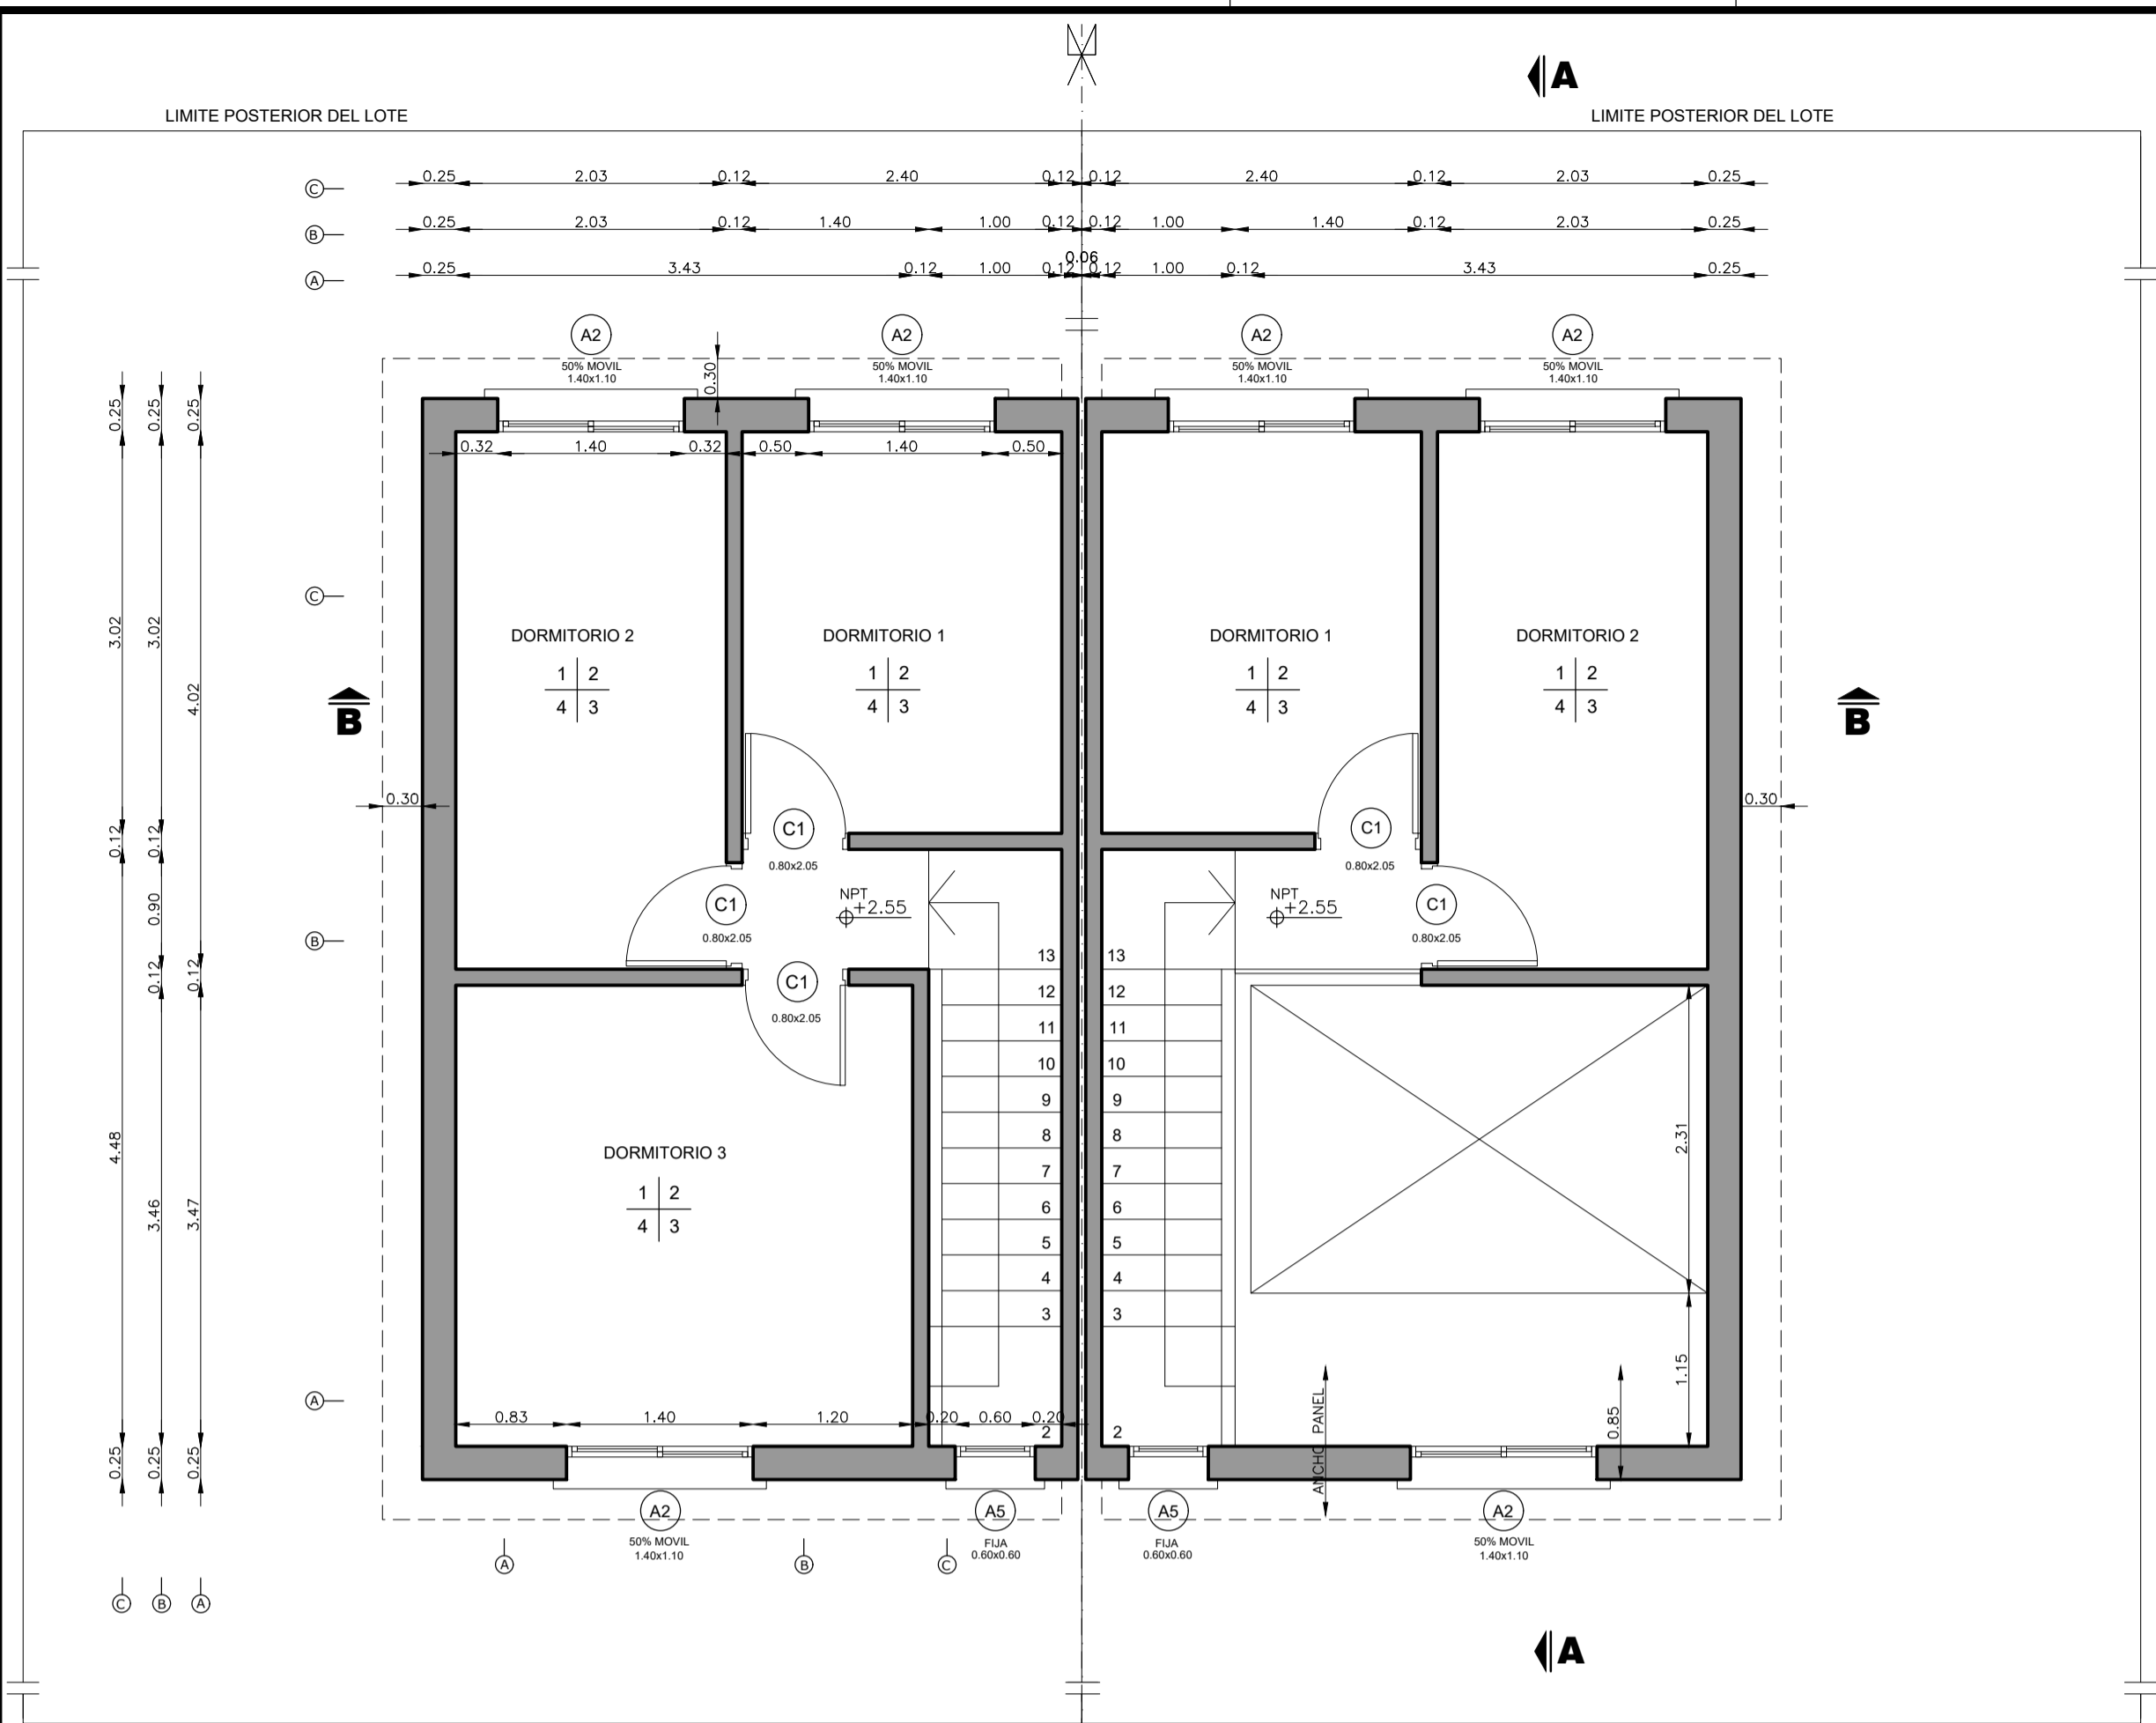 A
LIMITE POSTERIOR DEL LOTE
LIMITE POSTERIOR DEL LOTE
C
0.25 2.03 0.12 2.40 0.12 0.12 2.40 0.12 2.03 0.25
B
0.25 2.03 0.12 1.40 1.00 0.12 0.12 1.00 1.40 0.12 2.03 0.25
0.06
A
0.25 3.43 0.12 1.00 0.12 0.12 1.00 0.12 3.43 0.25
A2 A2 A2 A2
50% MOVIL 50% MOVIL 50% MOVIL 50% MOVIL
1.40x1.10 1.40x1.10 1.40x1.10 1.40x1.10
0.30
0.25 0.25 0.25
0.32 1.40 0.32 0.50 1.40 0.50
C
3.02 3.02
DORMITORIO 2 DORMITORIO 1 DORMITORIO 1 DORMITORIO 2
1 2 1 2 1 2 1 2
4 3 4 3 4 3 4 3
4.02
B B
0.30 0.30
C1 C1
0.12 0.12
0.80x2.05 0.80x2.05
NPT NPT
0.90 C1 +2.55 +2.55 C1
0.80x2.05 0.80x2.05
B
13 13
0.12 0.12
C1
12 12
0.80x2.05
11 11
10 10
9 9
8 8
4.48 2.31
DORMITORIO 3
7 7
1 2
6 6
3.46 3.47
4 3
5 5
4 4
3 3
1.15
A
ANCHO PANEL
0.85
0.83 1.40 1.20 0.20 0.60 0.20
2 2
0.25 0.25 0.25
A2 A5 A5 A2
50% MOVIL FIJA FIJA 50% MOVIL
1.40x1.10 0.60x0.60 0.60x0.60 1.40x1.10
A B C
C B A
A